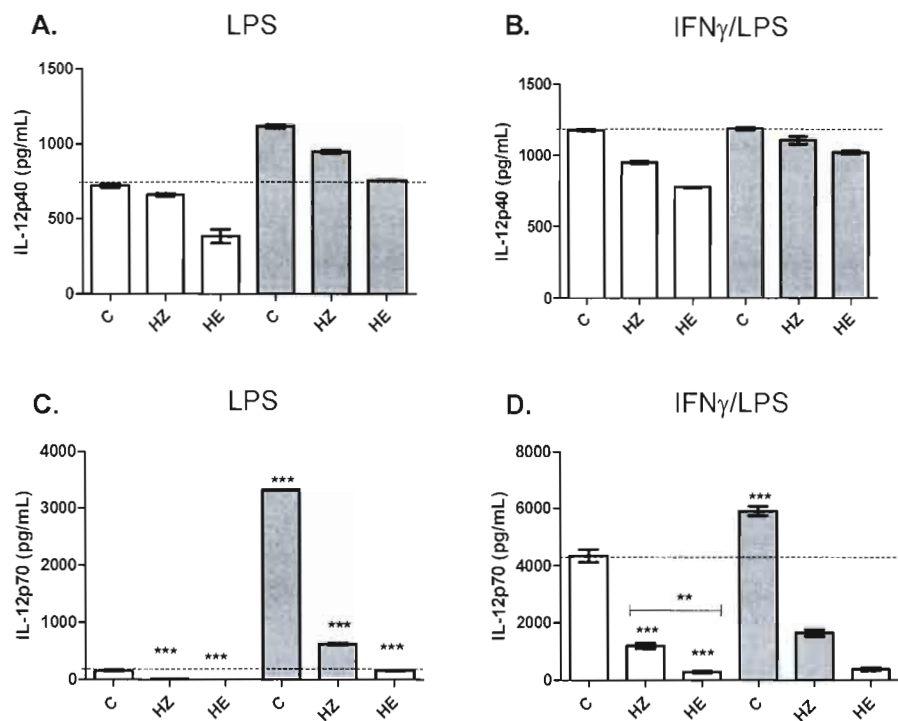 A.
LPS
IL-12p40 (pg/mL)
1500
1000
500
0
C HZ HE C HZ HE
B.
IFNγ/LPS
IL-12p40 (pg/mL)
1500
1000
500
0
C HZ HE C HZ HE
C.
LPS
IL-12p70 (pg/mL)
4000
3000
2000
1000
0
*** *** *** *** ***
C HZ HE C HZ HE
D.
IFNγ/LPS
IL-12p70 (pg/mL)
8000
6000
4000
2000
0
***
**
*** ***
C HZ HE C HZ HE